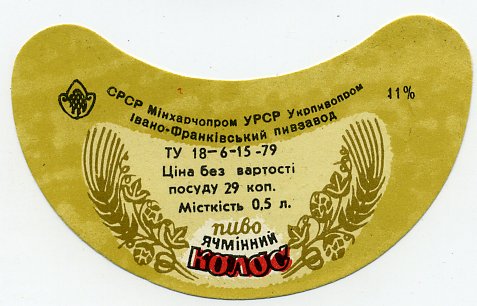 СРСР Мінхарчопром УРСР Укрпивопром
Івано-Франківський пивзавод
11%
ТУ 18-6-15-79
Ціна без вартості
посуду 29 коп.
Місткість 0,5 л.
пиво
ЯЧМІННИЙ
КОЛОС